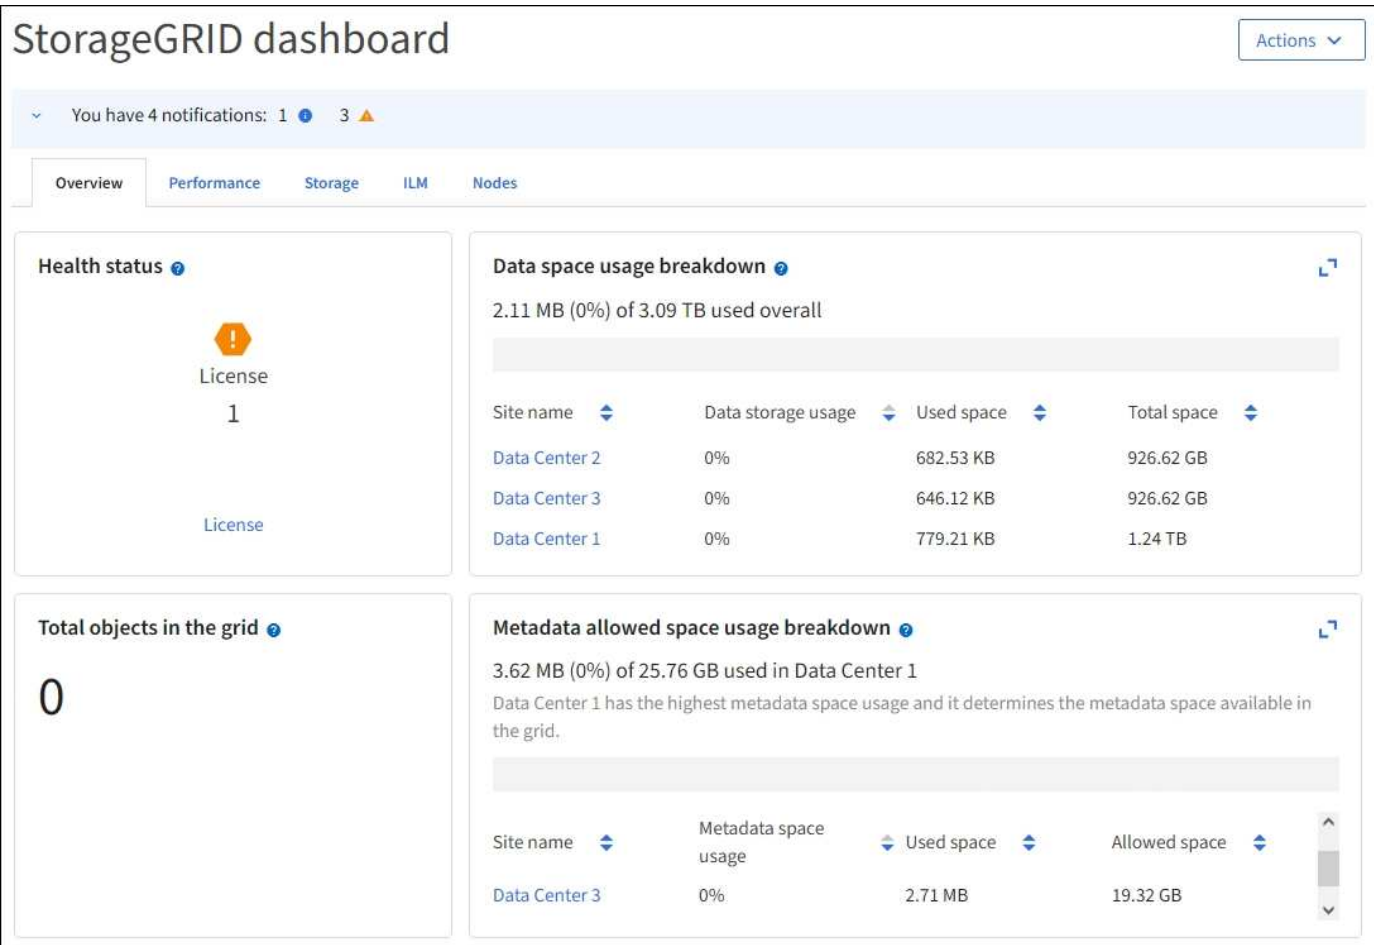 StorageGRID dashboard
Actions
You have 4 notifications: 1 3
Overview Performance Storage ILM Nodes
Health status
License
1
License
Data space usage breakdown
2.11 MB (0%) of 3.09 TB used overall
Site name Data storage usage Used space Total space
Data Center 2 0% 682.53 KB 926.62 GB
Data Center 3 0% 646.12 KB 926.62 GB
Data Center 1 0% 779.21 KB 1.24 TB
Total objects in the grid
0
Metadata allowed space usage breakdown
3.62 MB (0%) of 25.76 GB used in Data Center 1
Data Center 1 has the highest metadata space usage and it determines the metadata space available in
the grid.
Site name Metadata space usage Used space Allowed space
Data Center 3 0% 2.71 MB 19.32 GB